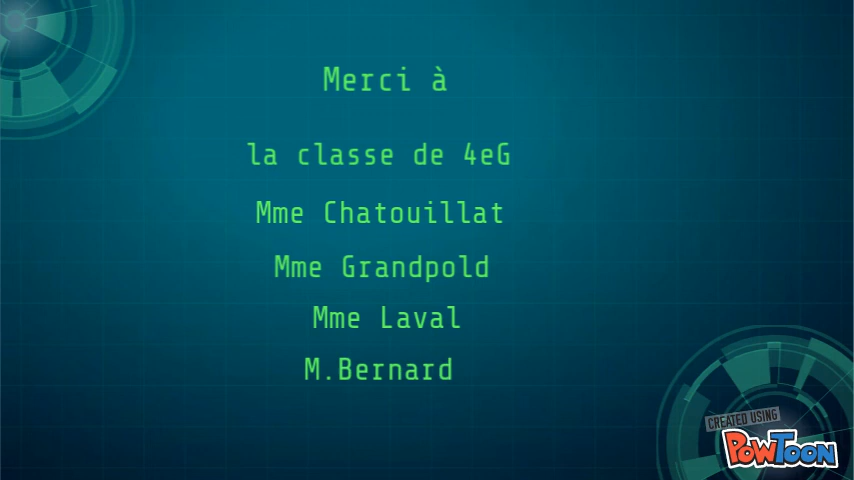 Merci à
la classe de 4eG
Mme Chatouillat
Mme Grandpold
Mme Laval
M.Bernard
CREATED USING
PowToon